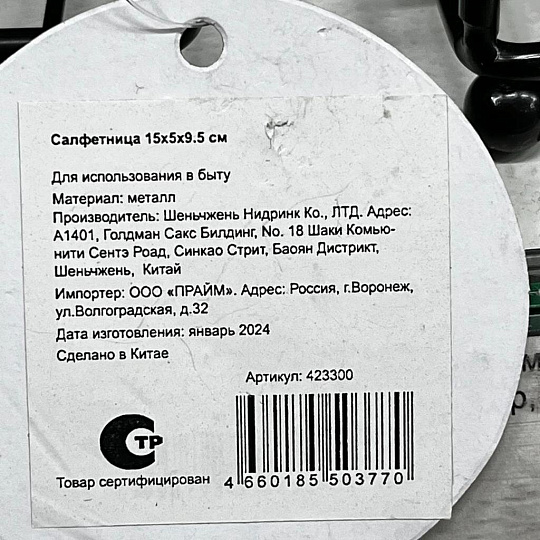 Салфетница 15х5х9.5 см
Для использования в быту
Материал: металл
Производитель: Шеньчжень Нидринк Ко., ЛТД. Адрес:
А1401, Голдман Сакс Билдинг, No. 18 Шаки Комью-
нити Сентэ Роад, Синкао Стрит, Баоян Дистрикт,
Шеньчжень, Китай
Импортер: ООО «ПРАЙМ». Адрес: Россия, г.Воронеж,
ул.Волгоградская, д.32
Дата изготовления: январь 2024
Сделано в Китае
Артикул: 423300
СТР
Товар сертифицирован
4 660185 503770